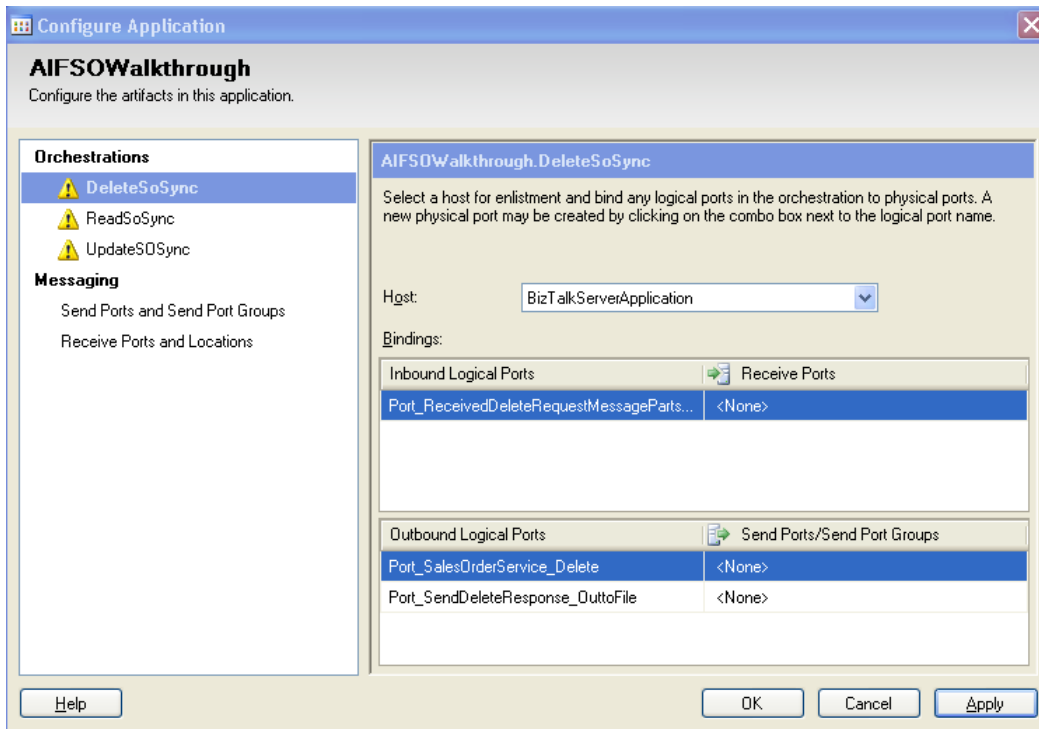 Configure Application
AIFSOWalkthrough
Configure the artifacts in this application.
Orchestrations
DeleteSoSync
ReadSoSync
UpdateSOSync
Messaging
Send Ports and Send Port Groups
Receive Ports and Locations
AIFSOWalkthrough.DeleteSoSync
Select a host for enlistment and bind any logical ports in the orchestration to physical ports. A
new physical port may be created by clicking on the combo box next to the logical port name.
Host: BizTalkServerApplication
Bindings:
Inbound Logical Ports Receive Ports
Port_ReceivedDeleteRequestMessageParts... <None>
Outbound Logical Ports Send Ports/Send Port Groups
Port_SalesOrderService_Delete <None>
Port_SendDeleteResponse_OuttoFile <None>
Help OK Cancel Apply